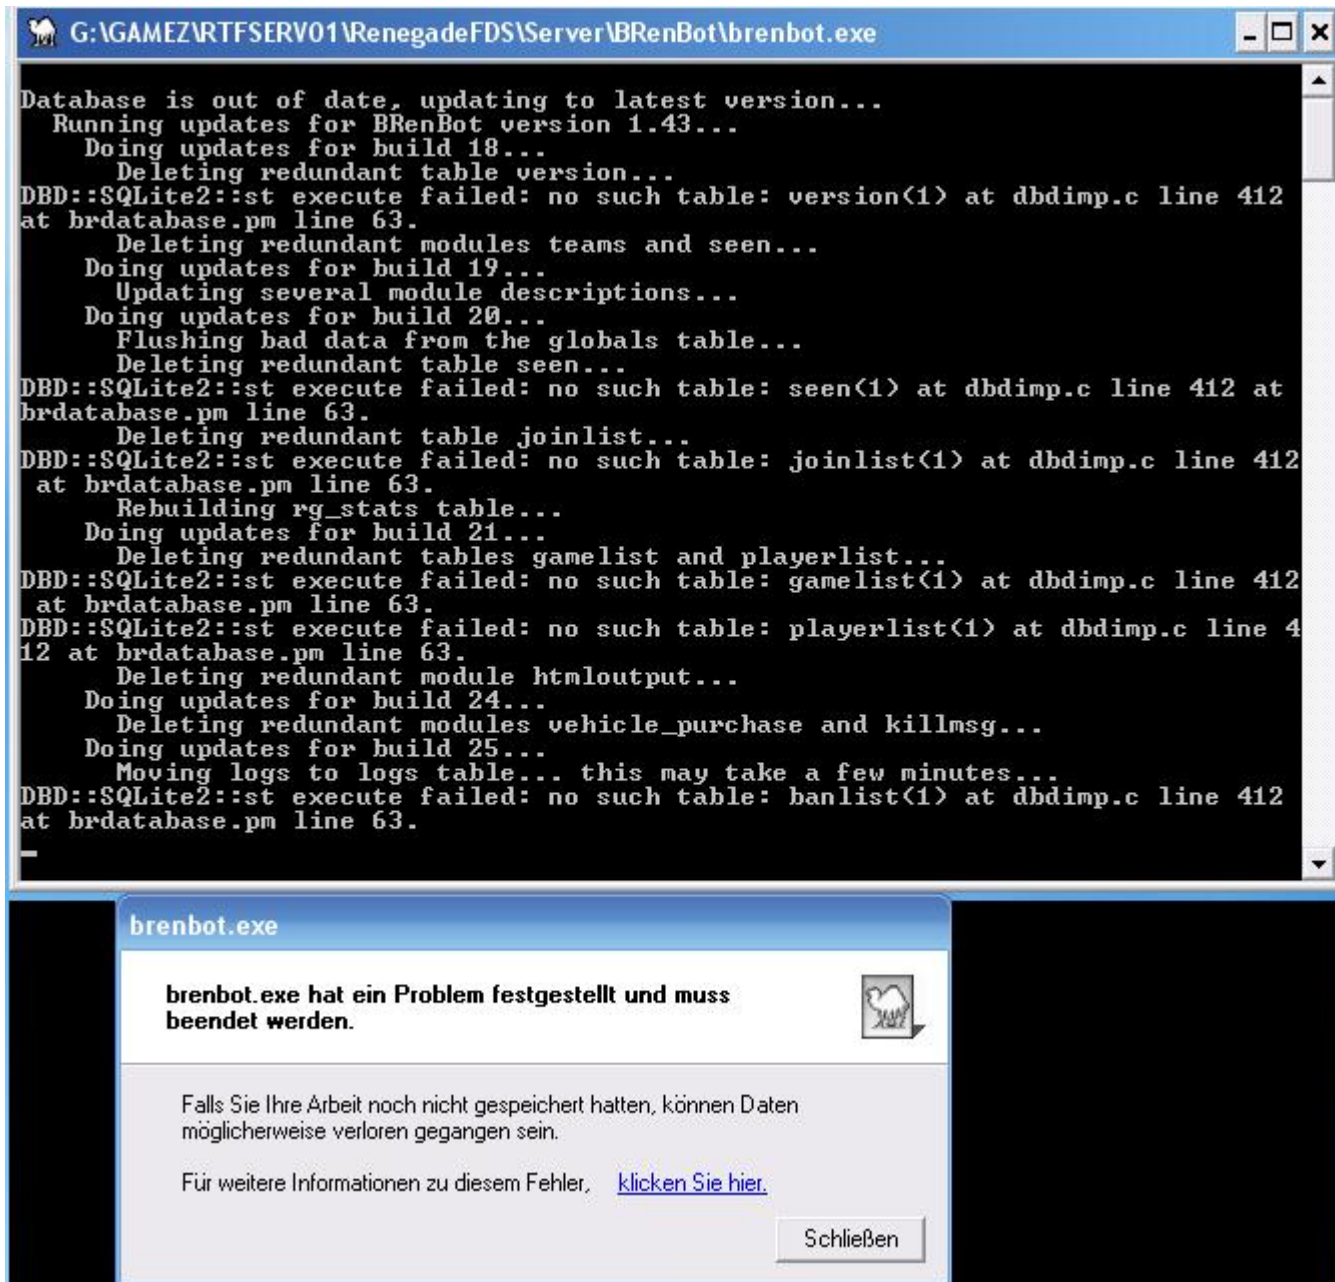 G:\GAMEZ\RTFSERV01\RenegadeFDS\Server\BRenBot\brenbot.exe
Database is out of date, updating to latest version...
Running updates for BRenBot version 1.43...
Doing updates for build 18...
Deleting redundant table version...
DBD::SQLite2::st execute failed: no such table: version(1) at dbdimp.c line 412
at brdatabase.pm line 63.
Deleting redundant modules teams and seen...
Doing updates for build 19...
Updating several module descriptions...
Doing updates for build 20...
Flushing bad data from the globals table...
Deleting redundant table seen...
DBD::SQLite2::st execute failed: no such table: seen(1) at dbdimp.c line 412 at
brdatabase.pm line 63.
Deleting redundant table joinlist...
DBD::SQLite2::st execute failed: no such table: joinlist(1) at dbdimp.c line 412
at brdatabase.pm line 63.
Rebuilding rg_stats table...
Doing updates for build 21...
Deleting redundant tables gamelist and playerlist...
DBD::SQLite2::st execute failed: no such table: gamelist(1) at dbdimp.c line 412
at brdatabase.pm line 63.
DBD::SQLite2::st execute failed: no such table: playerlist(1) at dbdimp.c line 4
12 at brdatabase.pm line 63.
Deleting redundant module htmloutput...
Doing updates for build 24...
Deleting redundant modules vehicle_purchase and killmsg...
Doing updates for build 25...
Moving logs to logs table... this may take a few minutes...
DBD::SQLite2::st execute failed: no such table: banlist(1) at dbdimp.c line 412
at brdatabase.pm line 63.
brenbot.exe
brenbot.exe hat ein Problem festgestellt und muss
beendet werden.
Falls Sie Ihre Arbeit noch nicht gespeichert hatten, können Daten
möglicherweise verloren gegangen sein.
Für weitere Informationen zu diesem Fehler, klicken Sie hier.
Schließen